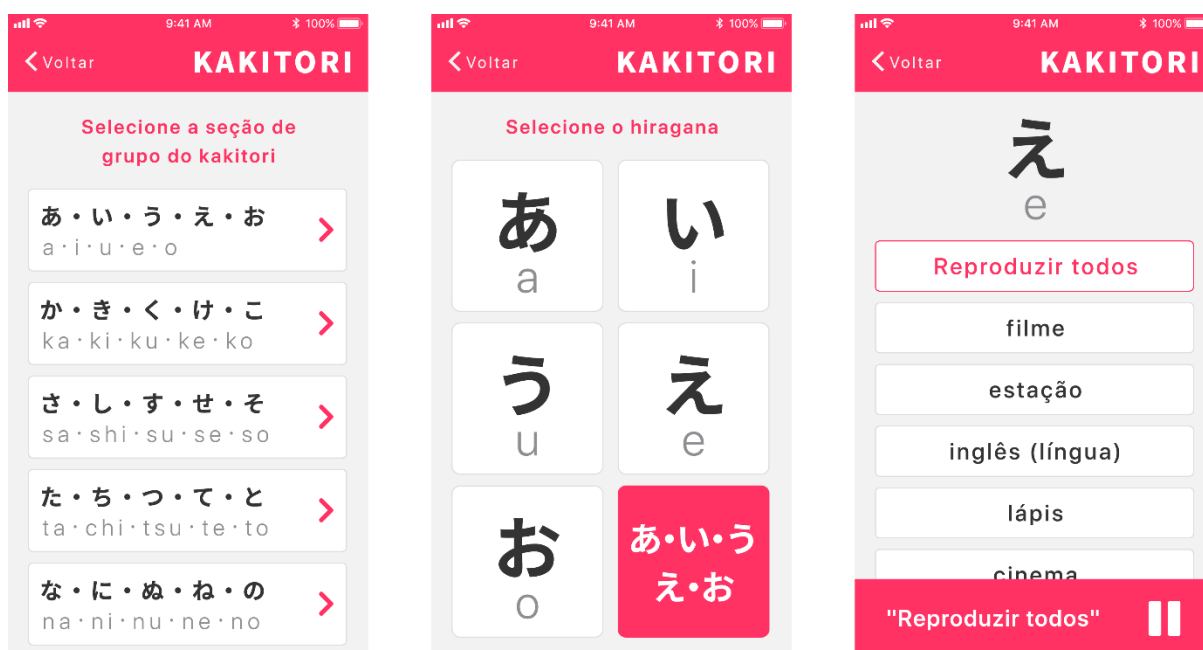 9:41 AM
100%
Voltar
KAKITORI
Selecione a seção de
grupo do kakitori
あ・い・う・え・お
a・i・u・e・o
か・き・く・け・こ
ka・ki・ku・ke・ko
さ・し・す・せ・そ
sa・shi・su・se・so
た・ち・つ・て・と
ta・chi・tsu・te・to
な・に・ぬ・ね・の
na・ni・nu・ne・no
9:41 AM
100%
Voltar
KAKITORI
Selecione o hiragana
あ
a
い
i
う
u
え
e
お
o
あ・い・う
え・お
9:41 AM
100%
Voltar
KAKITORI
え
e
Reproduzir todos
filme
estação
inglês (língua)
lápis
cinema
"Reproduzir todos"